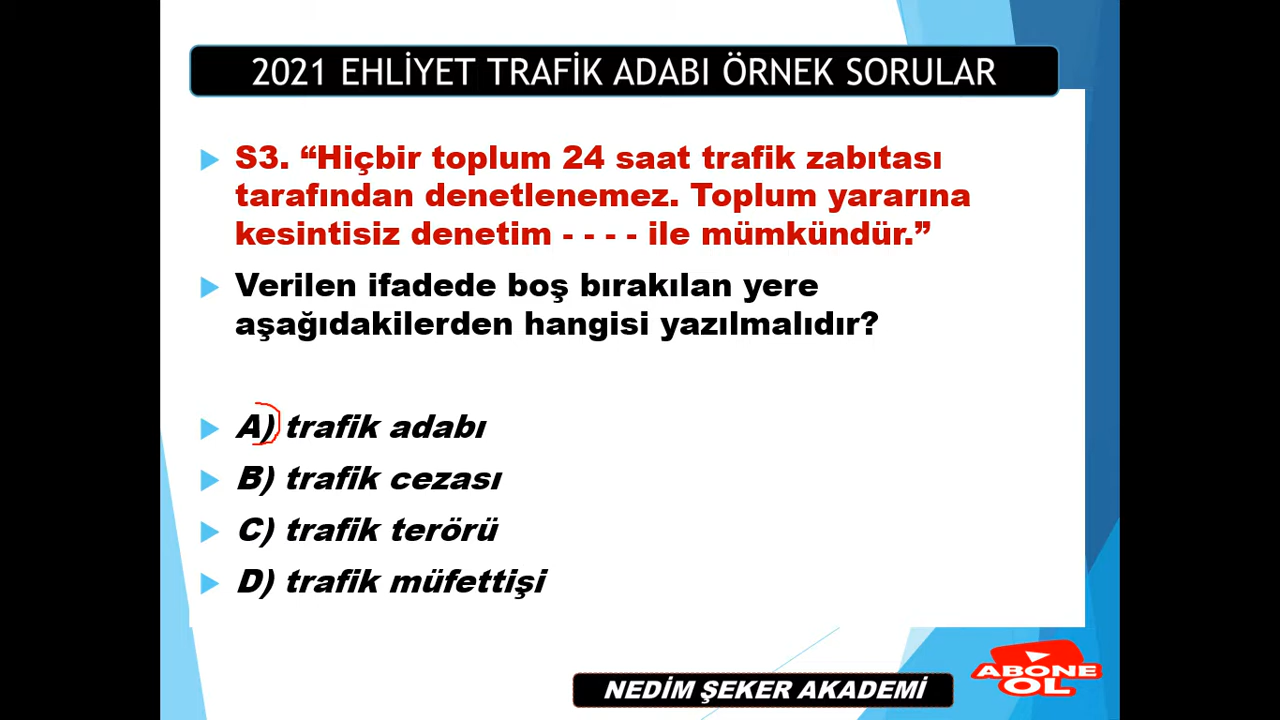 2021 EHLİYET TRAFİK ADABI ÖRNEK SORULAR
S3. “Hiçbir toplum 24 saat trafik zabıtası
tarafından denetlenemez. Toplum yararına
kesintisiz denetim - - - - ile mümkündür.”
Verilen ifadede boş bırakılan yere
aşağıdakilerden hangisi yazılmalıdır?
A) trafik adabı
B) trafik cezası
C) trafik terörü
D) trafik müfettişi
ABONE
OL
NEDİM ŞEKER AKADEMİ